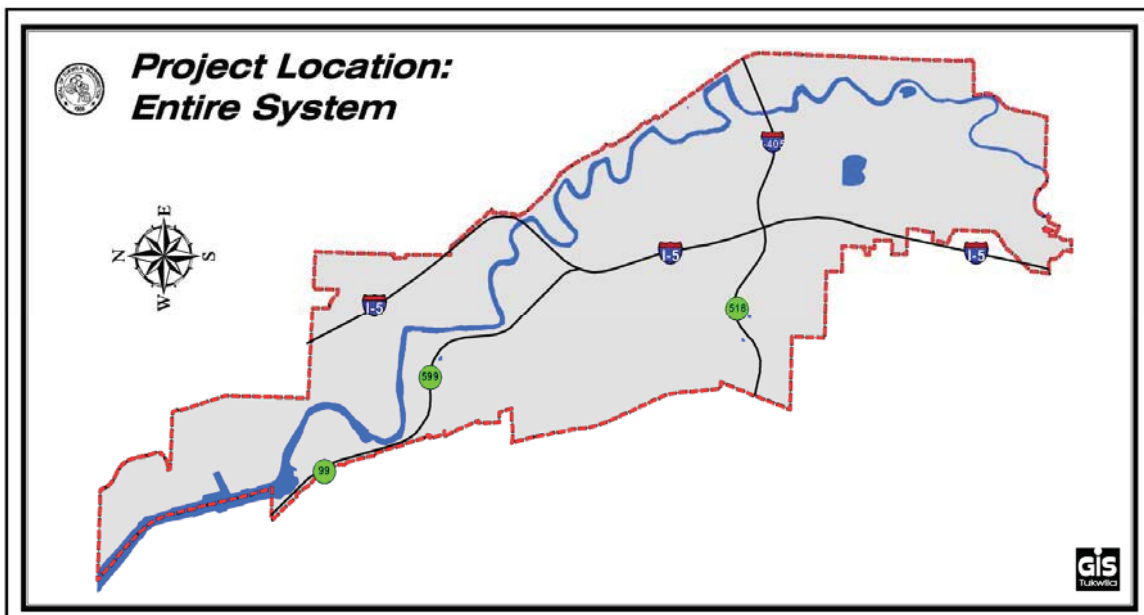 Project Location:
Entire System
E
N
S
W
I-405
I-5
I-5
I-5
518
599
99
GIS
Tukwila